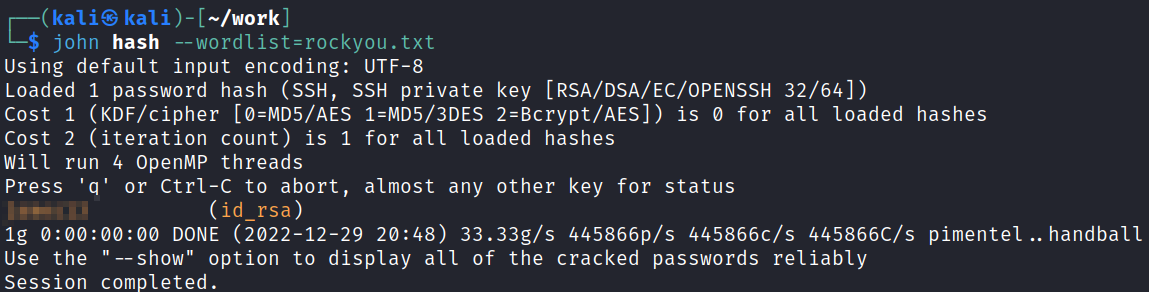 ┌──(kali㉿kali)-[~/work]
└─$ john hash --wordlist=rockyou.txt
Using default input encoding: UTF-8
Loaded 1 password hash (SSH, SSH private key [RSA/DSA/EC/OPENSSH 32/64])
Cost 1 (KDF/cipher [0=MD5/AES 1=MD5/3DES 2=Bcrypt/AES]) is 0 for all loaded hashes
Cost 2 (iteration count) is 1 for all loaded hashes
Will run 4 OpenMP threads
Press 'q' or Ctrl-C to abort, almost any other key for status
(id_rsa)
1g 0:00:00:00 DONE (2022-12-29 20:48) 33.33g/s 445866p/s 445866c/s 445866C/s pimentel..handball
Use the "--show" option to display all of the cracked passwords reliably
Session completed.